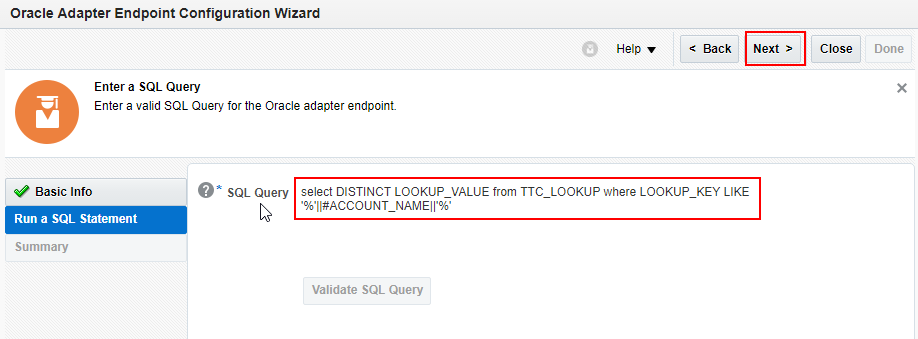 Oracle Adapter Endpoint Configuration Wizard
Help
< Back
Next >
Close
Done
Enter a SQL Query
Enter a valid SQL Query for the Oracle adapter endpoint.
Basic Info
Run a SQL Statement
Summary
? * SQL Query
select DISTINCT LOOKUP_VALUE from TTC_LOOKUP where LOOKUP_KEY LIKE
'%'||#ACCOUNT_NAME||'%'
Validate SQL Query